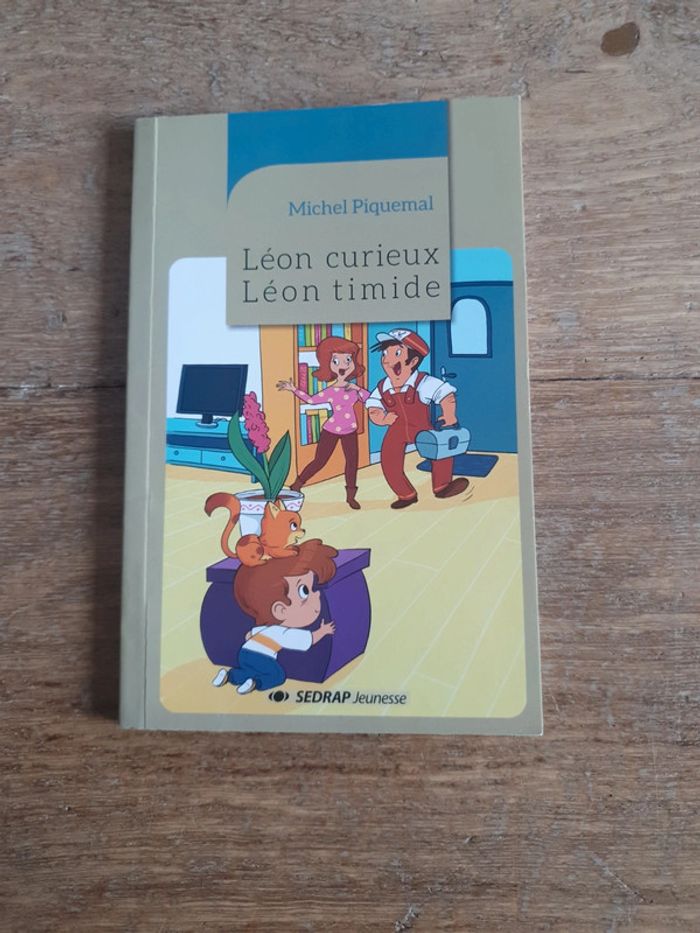 Michel Piquemal
Léon curieux
Léon timide
SEDRAP Jeunesse